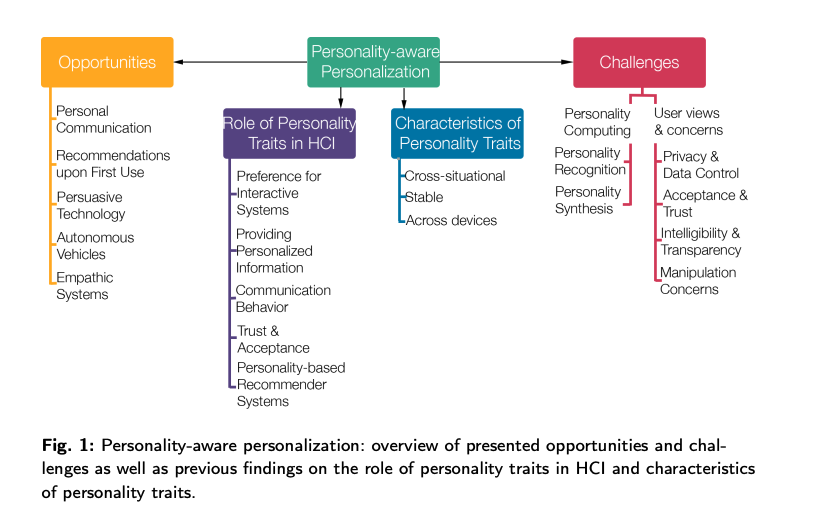 Personality-aware
Personalization
Opportunities
Personal
Communication
Recommendations
upon First Use
Persuasive
Technology
Autonomous
Vehicles
Empathic
Systems
Role of Personality
Traits in HCI
Preference for
Interactive
Systems
Providing
Personalized
Information
Communication
Behavior
Trust &
Acceptance
Personality-based
Recommender
Systems
Characteristics of
Personality Traits
Cross-situational
Stable
Across devices
Challenges
Personality
Computing
Personality
Recognition
Personality
Synthesis
User views
& concerns
Privacy &
Data Control
Acceptance &
Trust
Intelligibility &
Transparency
Manipulation
Concerns
Fig. 1: Personality-aware personalization: overview of presented opportunities and chal-
lenges as well as previous findings on the role of personality traits in HCI and characteristics
of personality traits.